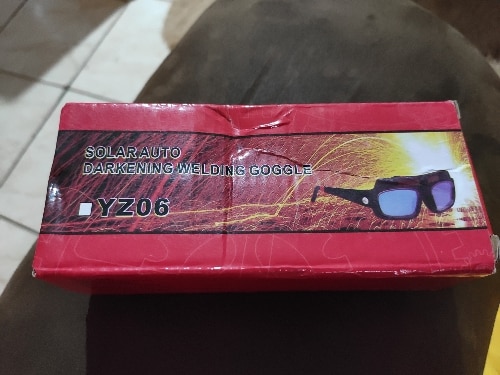 SOLAR AUTO
DARKENING WELDING GOGGLE
YZ06